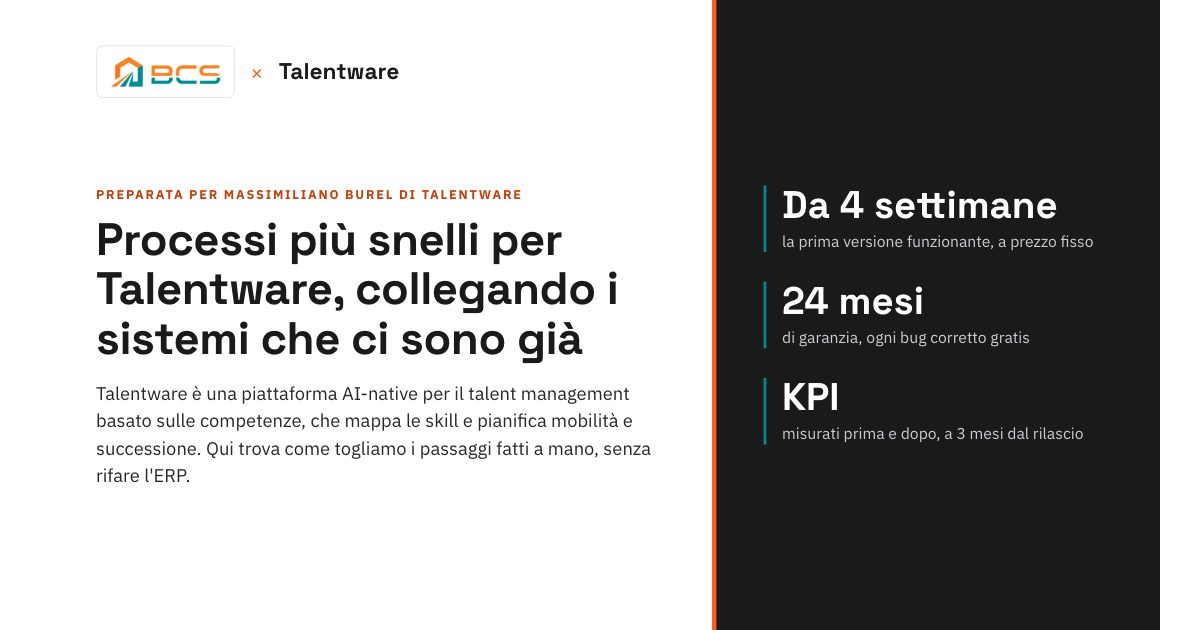 BCS × Talentware
PREPARATA PER MASSIMILIANO BUREL DI TALENTWARE
Processi più snelli per
Talentware, collegando i
sistemi che ci sono già
Talentware è una piattaforma AI-native per il talent management
basato sulle competenze, che mappa le skill e pianifica mobilità e
successione. Qui trova come togliamo i passaggi fatti a mano, senza
rifare l'ERP.
Da 4 settimane
la prima versione funzionante, a prezzo fisso
24 mesi
di garanzia, ogni bug corretto gratis
KPI
misurati prima e dopo, a 3 mesi dal rilascio